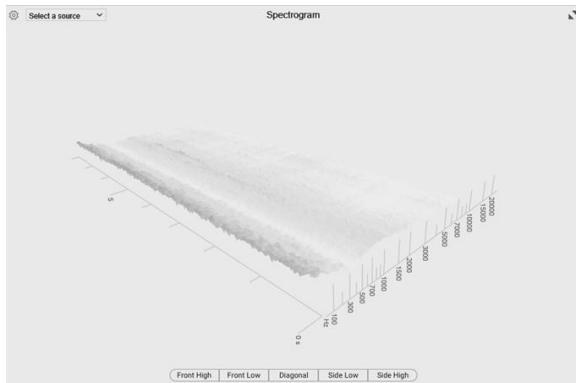 Select a source
Spectrogram
5
0 s
Hz
100
300
500
700
1000
1500
2000
3000
5000
7000
10000
15000
20000
Front High
Front Low
Diagonal
Side Low
Side High